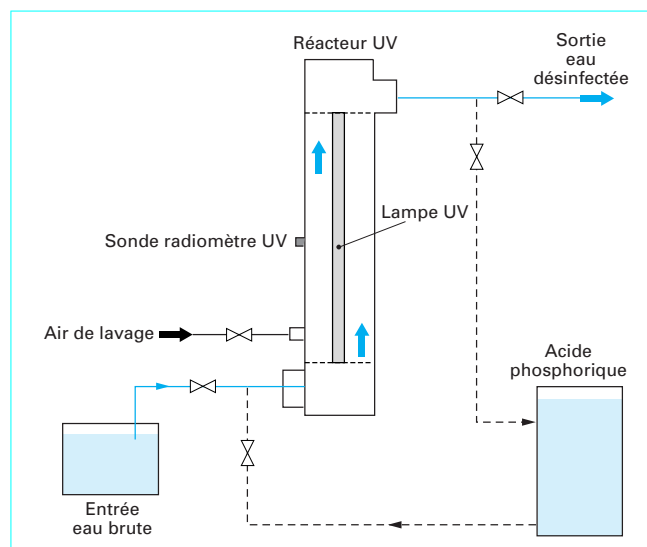 Réacteur UV
Sortie
eau
désinfectée
Lampe UV
Sonde radiomètre UV
Air de lavage
Acide
phosphorique
Entrée
eau brute